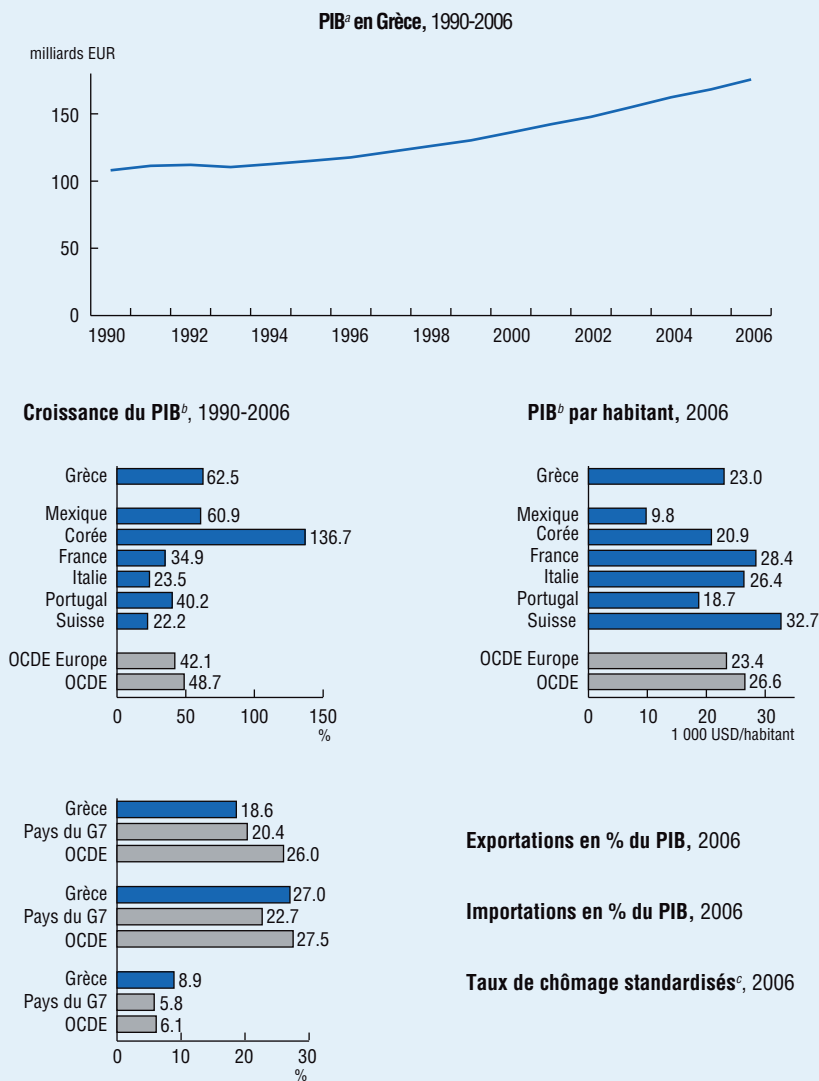 PIBa en Grèce, 1990-2006
milliards EUR
150
100
50
0
1990 1992 1994 1996 1998 2000 2002 2004 2006
Croissance du PIBb, 1990-2006
Grèce 62.5
Mexique 60.9
Corée 136.7
France 34.9
Italie 23.5
Portugal 40.2
Suisse 22.2
OCDE Europe 42.1
OCDE 48.7
0 50 100 150
%
PIBb par habitant, 2006
Grèce 23.0
Mexique 9.8
Corée 20.9
France 28.4
Italie 26.4
Portugal 18.7
Suisse 32.7
OCDE Europe 23.4
OCDE 26.6
0 10 20 30
1 000 USD/habitant
Grèce 18.6
Pays du G7 20.4
OCDE 26.0
Exportations en % du PIB, 2006
Grèce 27.0
Pays du G7 22.7
OCDE 27.5
Importations en % du PIB, 2006
Grèce 8.9
Pays du G7 5.8
OCDE 6.1
Taux de chômage standardisésc, 2006
0 10 20 30
%